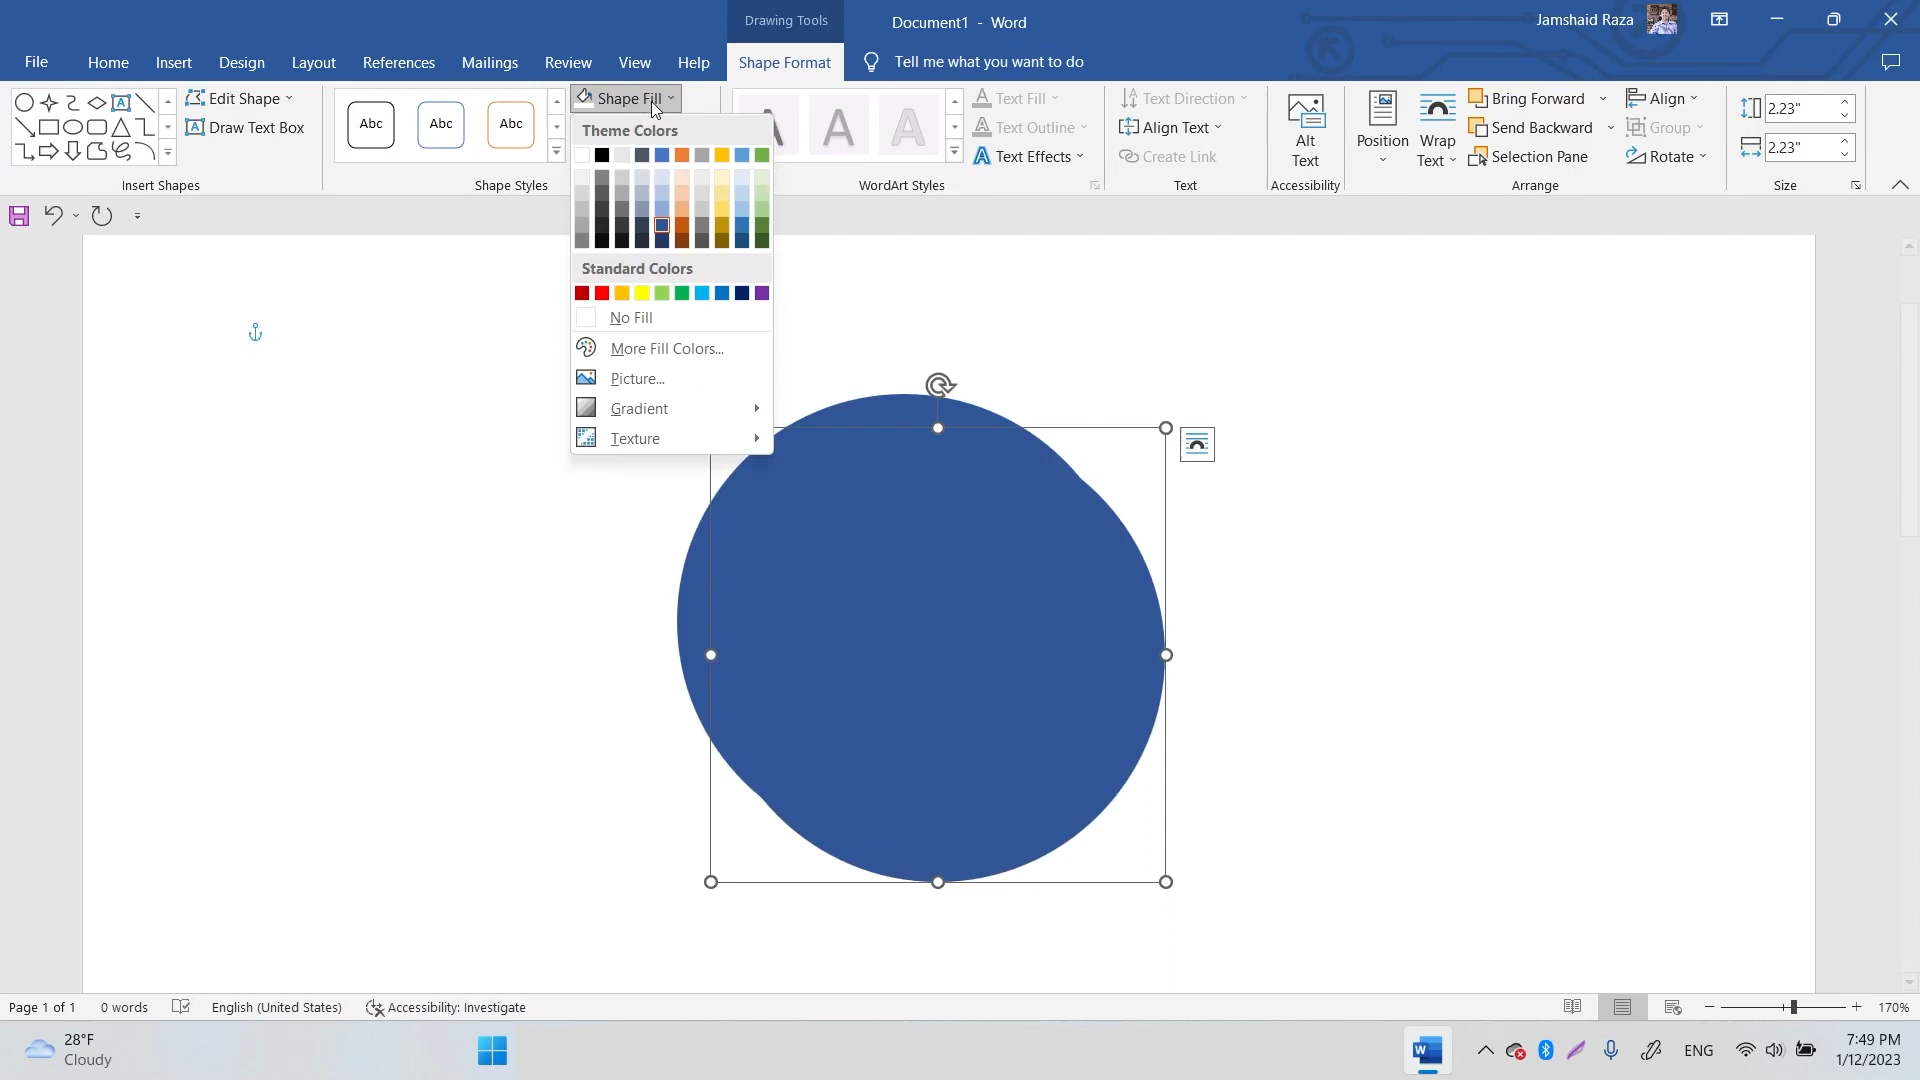 Drawing Tools
Document1 - Word
Jamshaid Raza
File Home Insert Design Layout References Mailings Review View Help Shape Format Tell me what you want to do
Edit Shape
Draw Text Box
Insert Shapes
Abc Abc Abc
Shape Styles
Shape Fill
Theme Colors
Standard Colors
No Fill
More Fill Colors...
Picture...
Gradient
Texture
A A A
WordArt Styles
Text Fill
Text Outline
Text Effects
Text Direction
Align Text
Create Link
Text
Alt
Text
Accessibility
Position
Wrap
Text
Bring Forward
Send Backward
Selection Pane
Align
Group
Rotate
Arrange
2.23"
2.23"
Size
Page 1 of 1 0 words English (United States) Accessibility: Investigate 170%
28°F
Cloudy
ENG
7:49 PM
1/12/2023